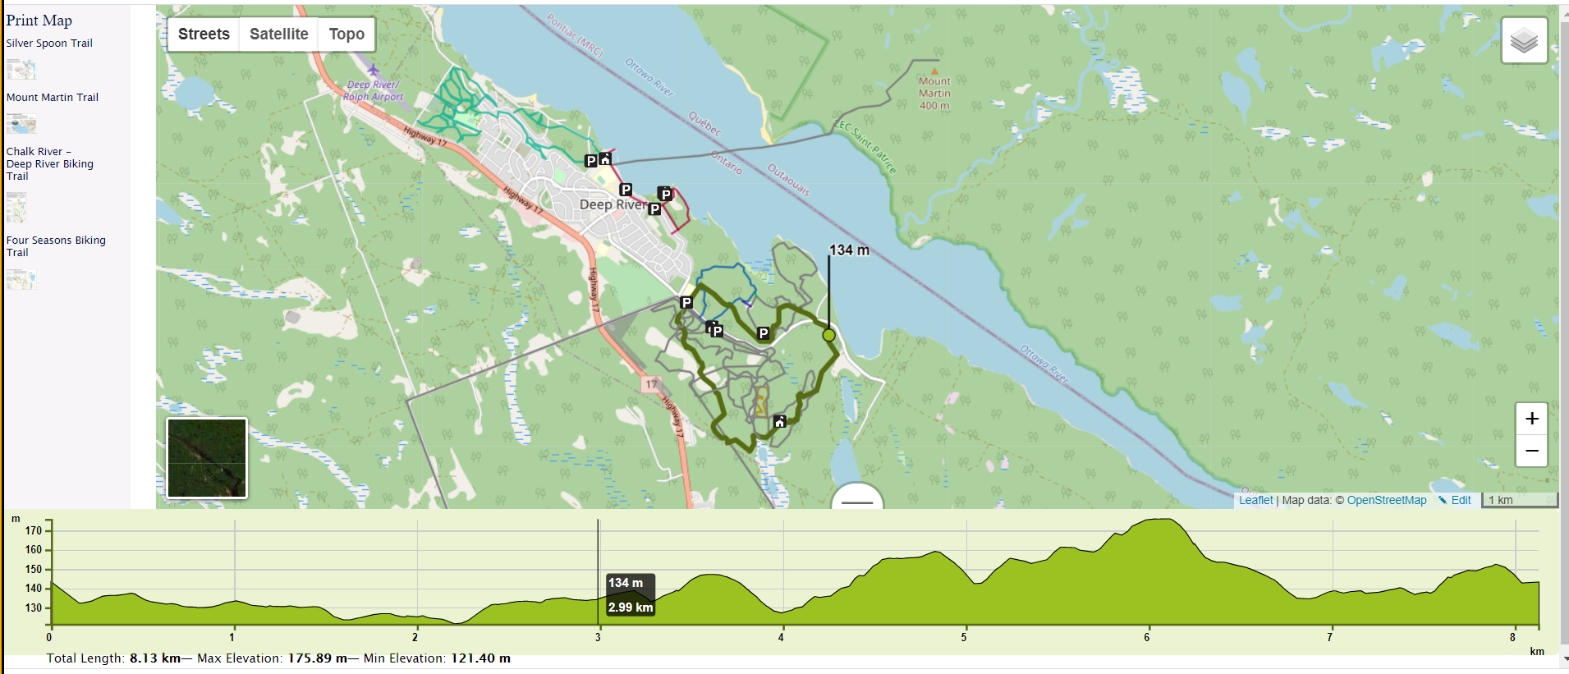 Print Map
Silver Spoon Trail
Mount Martin Trail
Chalk River –
Deep River Biking
Trail
Four Seasons Biking
Trail
Streets
Satellite
Topo
Pontiac (MRC)
Ottawa River
Deep River/
Rolph Airport
Mount
Martin
400 m
Québec
Ontario
Outaouais
ZEC Saint-Patrice
Highway 17
Highway 17
Deep River
P
P
P
P
134 m
Highway 17
P
P
P
17
Highway 17
Ottawa River
+
−
Leaflet | Map data: © OpenStreetMap Edit
1 km
m
170
160
150
140
130
134 m
2.99 km
0 1 2 3 4 5 6 7 8
km
Total Length: 8.13 km— Max Elevation: 175.89 m— Min Elevation: 121.40 m